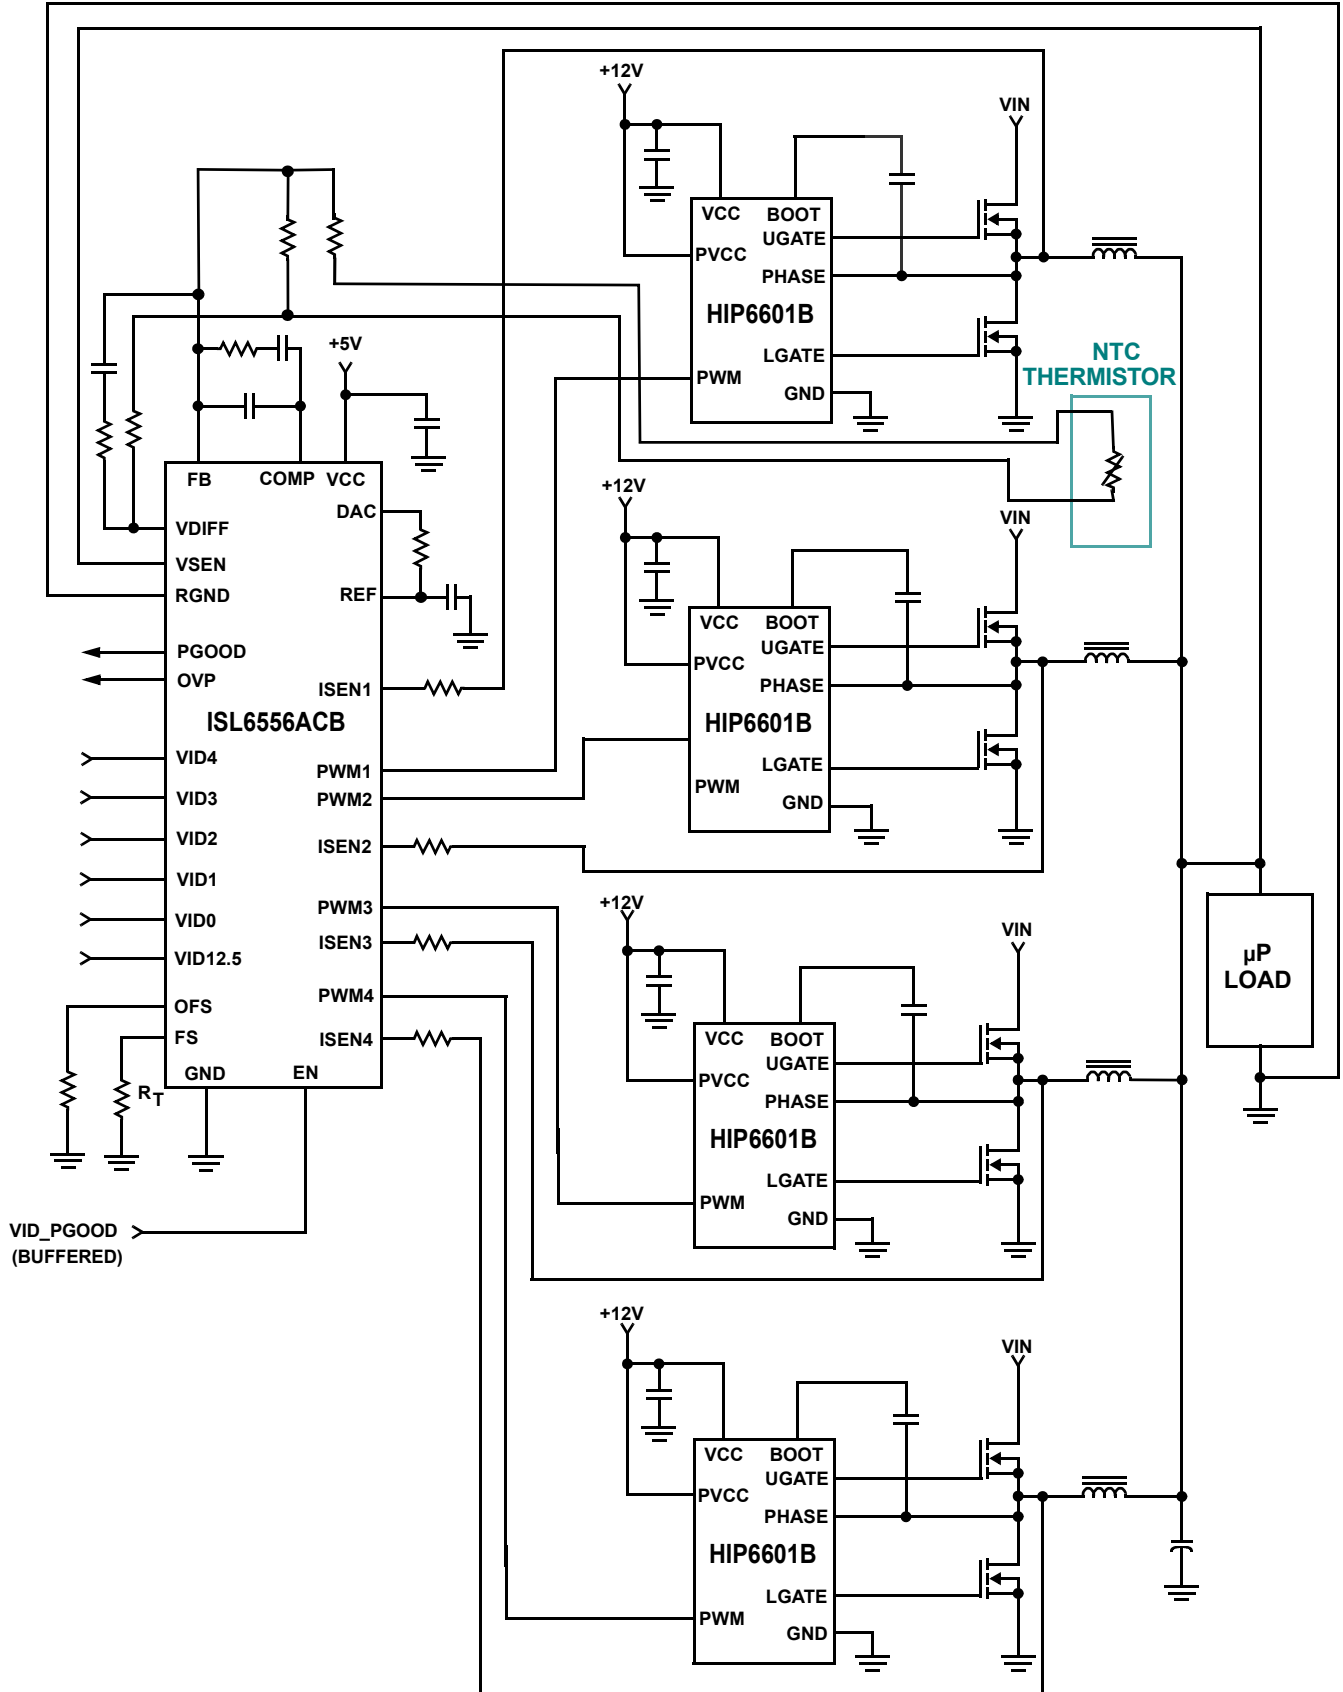 +12V
VIN
VCC
BOOT
UGATE
PVCC
PHASE
HIP6601B
LGATE
PWM
GND
NTC
THERMISTOR
+5V
FB
COMP
VCC
DAC
VDIFF
VSEN
RGND
REF
PGOOD
OVP
ISEN1
ISL6556ACB
VID4
PWM1
VID3
PWM2
VID2
ISEN2
VID1
PWM3
VID0
ISEN3
VID12.5
PWM4
OFS
FS
ISEN4
GND
EN
RT
VID_PGOOD
(BUFFERED)
+12V
VIN
VCC
BOOT
UGATE
PVCC
PHASE
HIP6601B
LGATE
PWM
GND
+12V
VIN
VCC
BOOT
UGATE
PVCC
PHASE
HIP6601B
LGATE
PWM
GND
µP
LOAD
+12V
VIN
VCC
BOOT
UGATE
PVCC
PHASE
HIP6601B
LGATE
PWM
GND